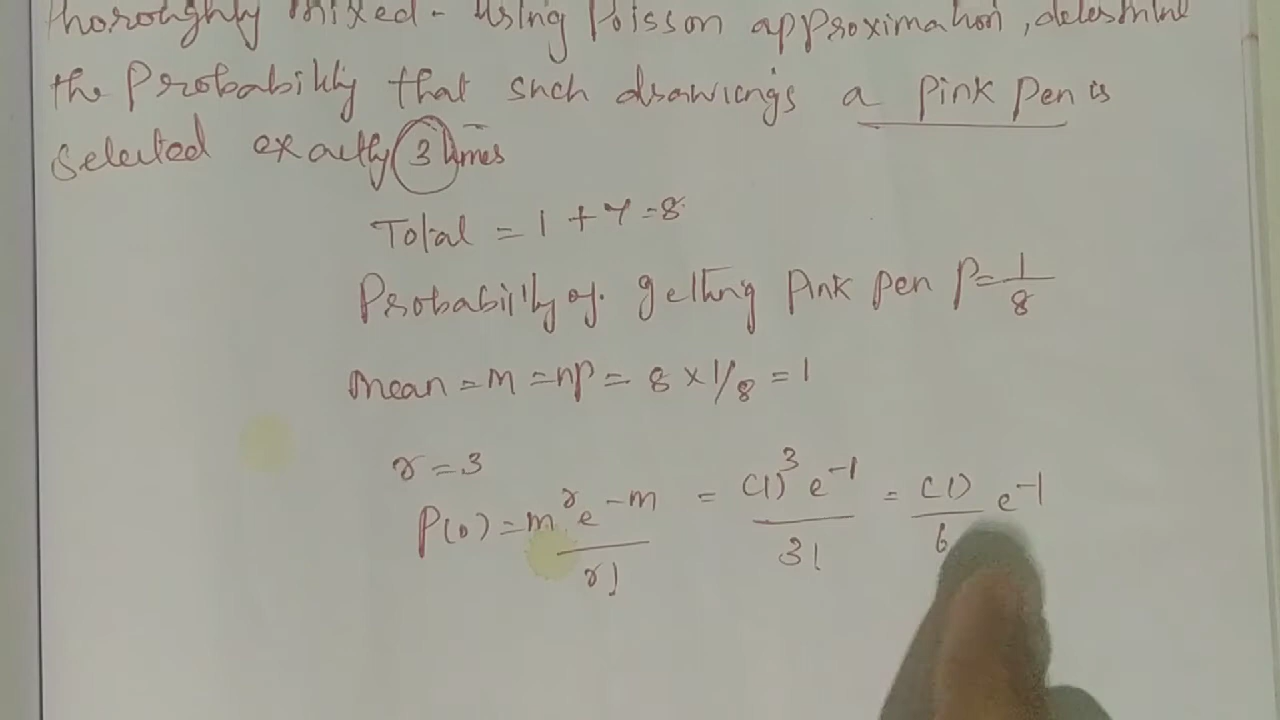 thoroughly mixed - using Poisson approximation, determine
the Probability that such drawings a pink pen is
selected exactly 3 times
Total = 1 + 7 = 8
Probability of getting Pink pen P = 1/8
mean = m = np = 8 x 1/8 = 1
r = 3
P(0) = m^r e^-m / r! = (1)^3 e^-1 / 3! = (1) / 6 e^-1